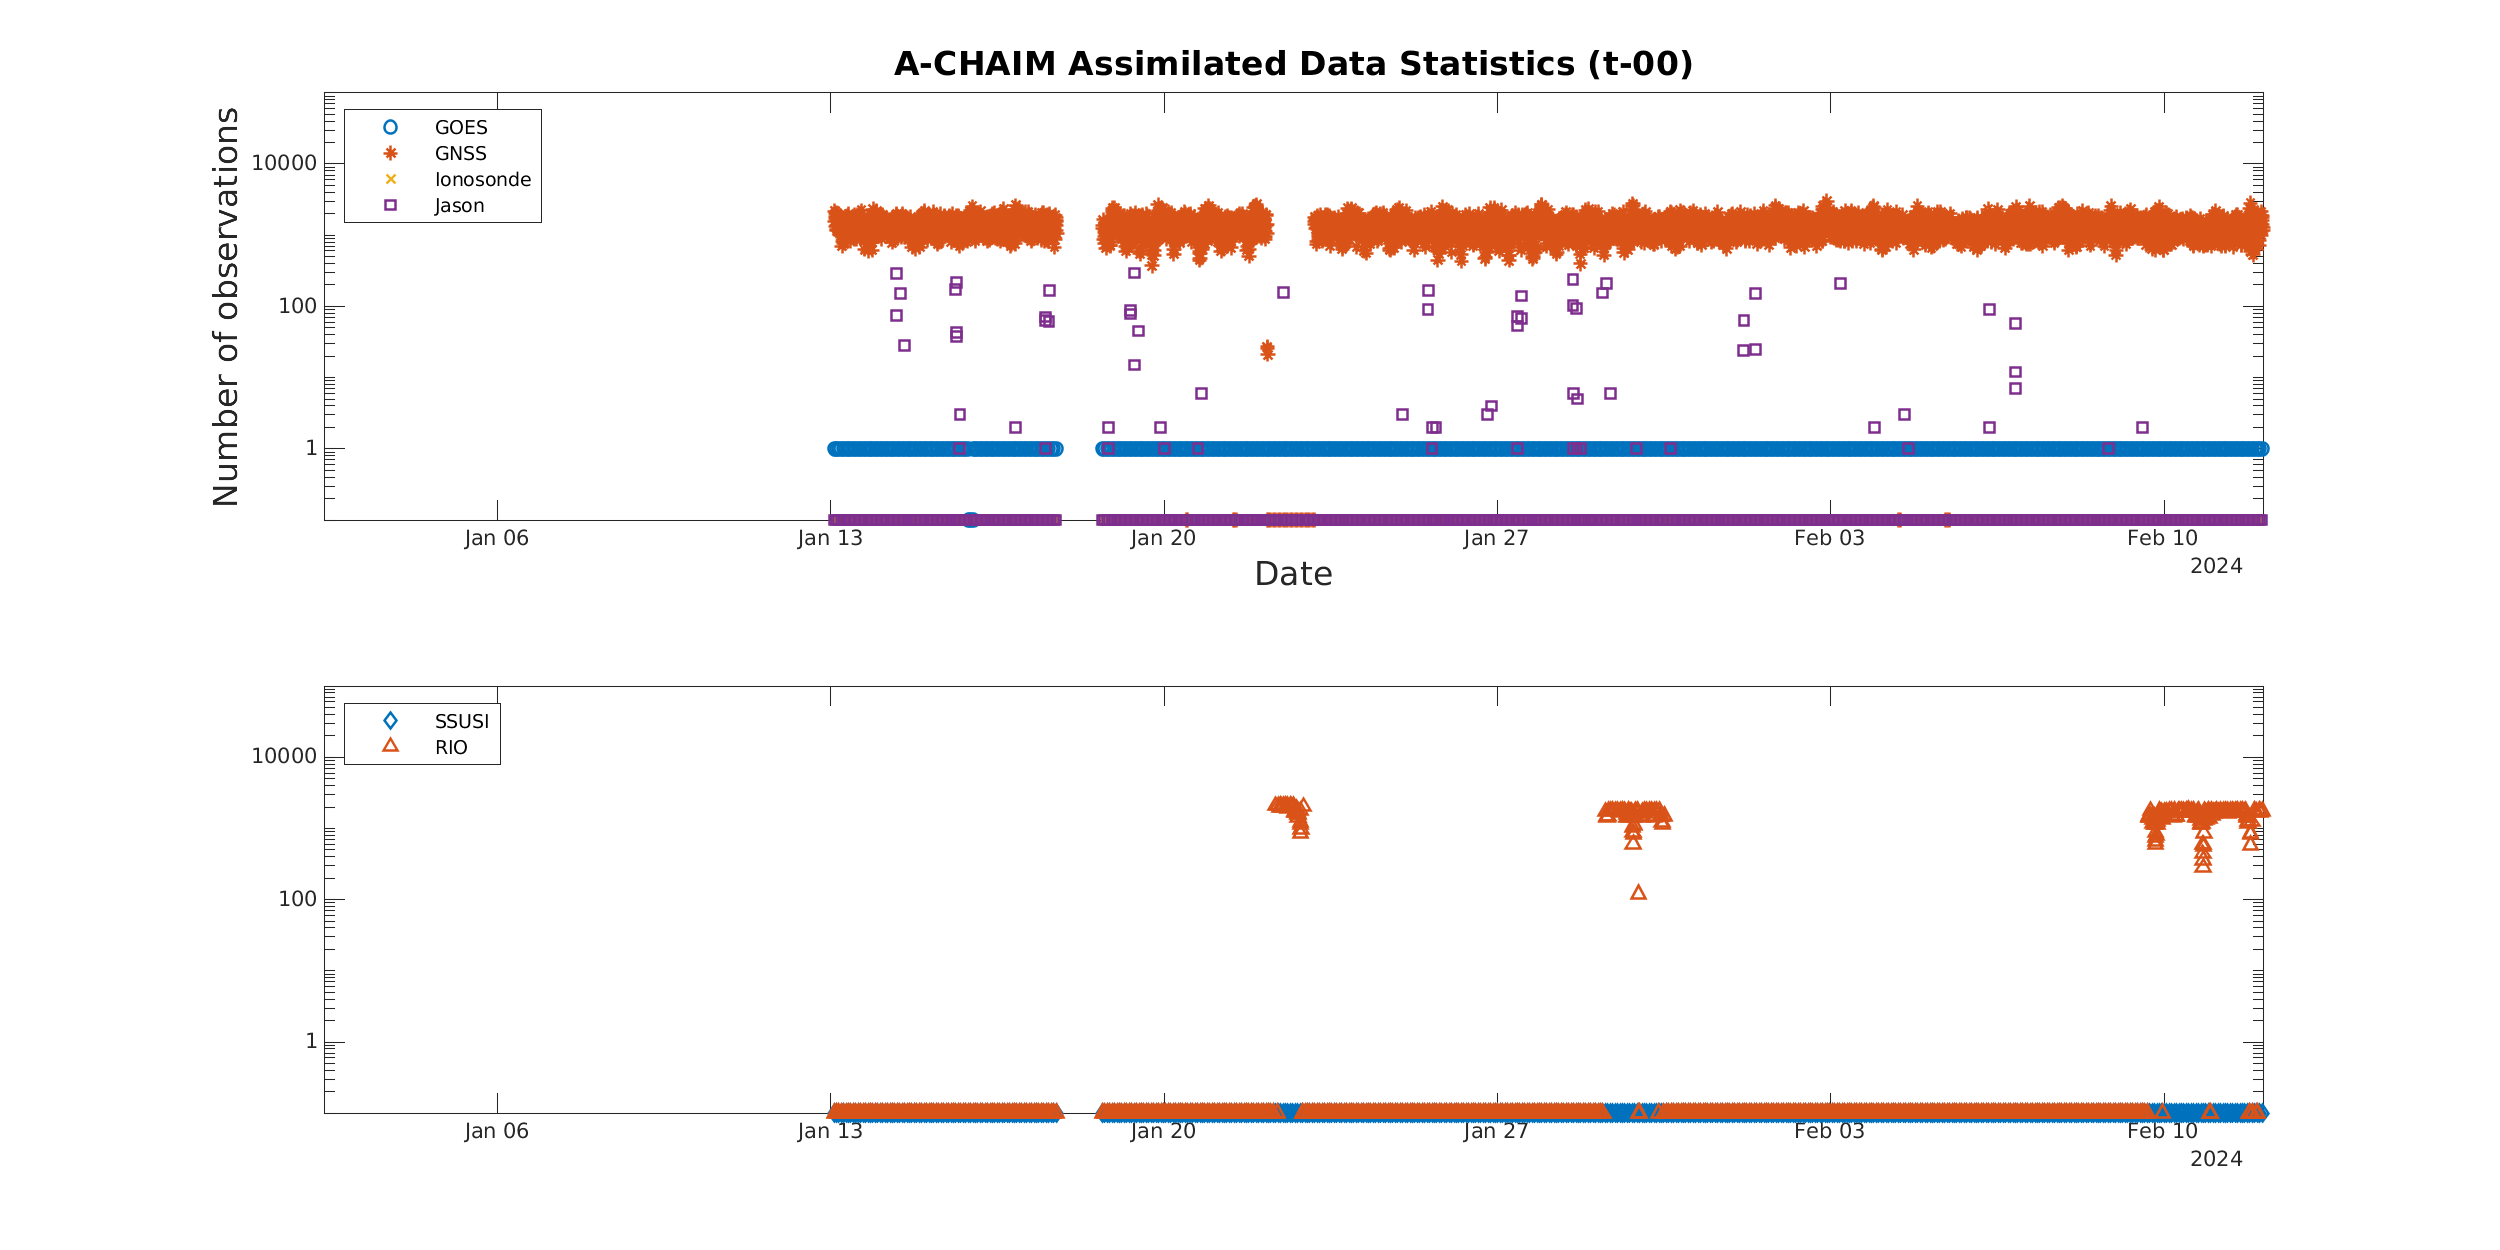 A-CHAIM Assimilated Data Statistics (t-00)
Number of observations
10000
100
1
GOES
GNSS
Ionosonde
Jason
Jan 06
Jan 13
Jan 20
Jan 27
Feb 03
Feb 10
2024
Date
10000
100
1
SSUSI
RIO
Jan 06
Jan 13
Jan 20
Jan 27
Feb 03
Feb 10
2024